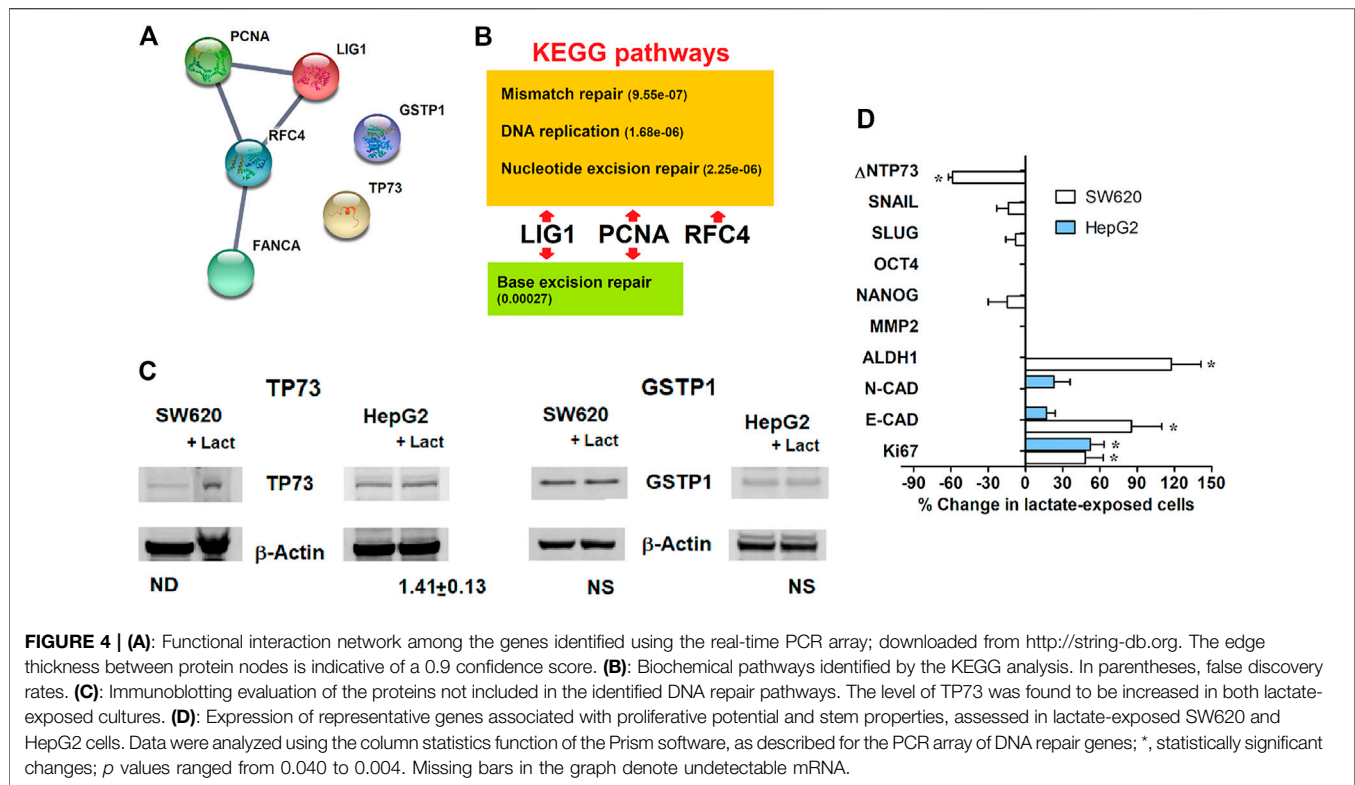 A
PCNA
LIG1
GSTP1
RFC4
TP73
FANCA
B
KEGG pathways
Mismatch repair (9.55e-07)
DNA replication (1.68e-06)
Nucleotide excision repair (2.25e-06)
LIG1 PCNA RFC4
Base excision repair
(0.00027)
C
TP73
SW620
+ Lact
HepG2
+ Lact
TP73
β-Actin
ND
1.41±0.13
GSTP1
SW620
+ Lact
HepG2
+ Lact
GSTP1
β-Actin
NS
NS
D
ΔNTP73
SNAIL
SLUG
OCT4
NANOG
MMP2
ALDH1
N-CAD
E-CAD
Ki67
*
*
*
*
*
SW620
HepG2
-90 -60 -30 0 30 60 90 120 150
% Change in lactate-exposed cells
FIGURE 4 | (A): Functional interaction network among the genes identified using the real-time PCR array; downloaded from http://string-db.org. The edge
thickness between protein nodes is indicative of a 0.9 confidence score. (B): Biochemical pathways identified by the KEGG analysis. In parentheses, false discovery
rates. (C): Immunoblotting evaluation of the proteins not included in the identified DNA repair pathways. The level of TP73 was found to be increased in both lactate-
exposed cultures. (D): Expression of representative genes associated with proliferative potential and stem properties, assessed in lactate-exposed SW620 and
HepG2 cells. Data were analyzed using the column statistics function of the Prism software, as described for the PCR array of DNA repair genes; *, statistically significant
changes; p values ranged from 0.040 to 0.004. Missing bars in the graph denote undetectable mRNA.